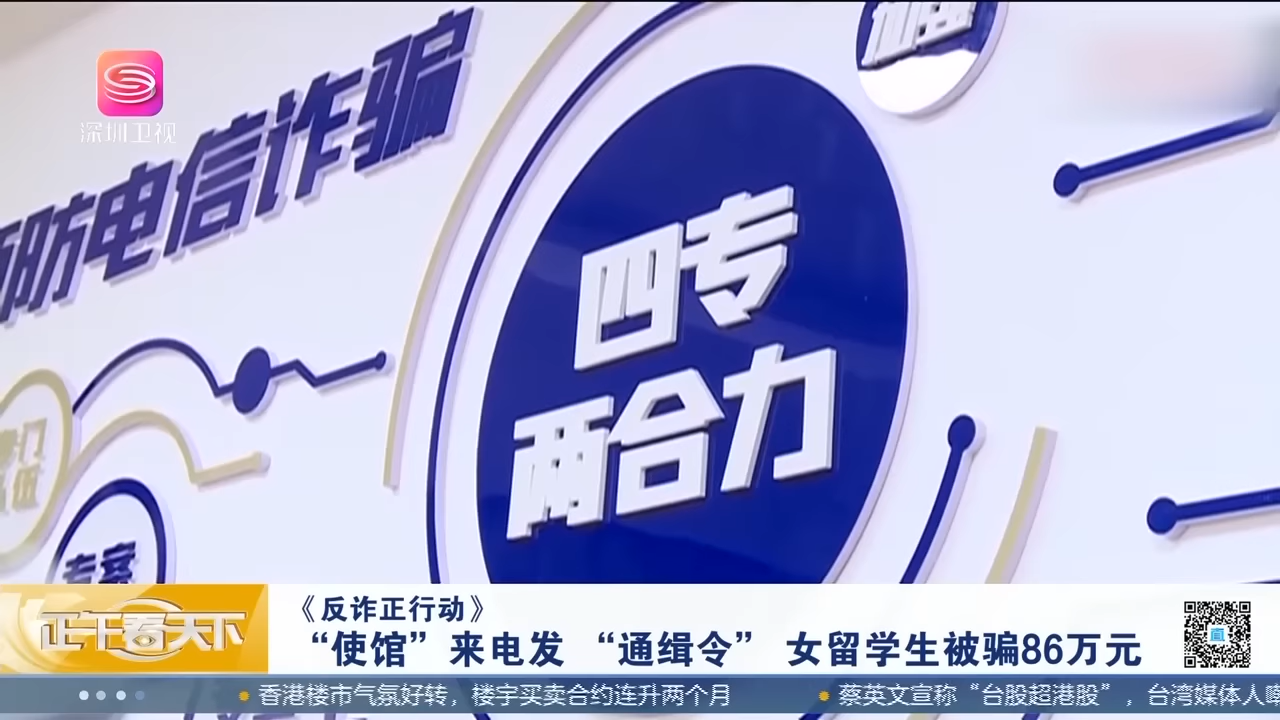 深圳卫视
防电信诈骗
加强
四专
两合力
专案
正午看天下
《反诈正行动》
“使馆”来电发 “通缉令” 女留学生被骗86万元
香港楼市气氛好转，楼宇买卖合约连升两个月
蔡英文宣称“台股超港股”，台湾媒体人